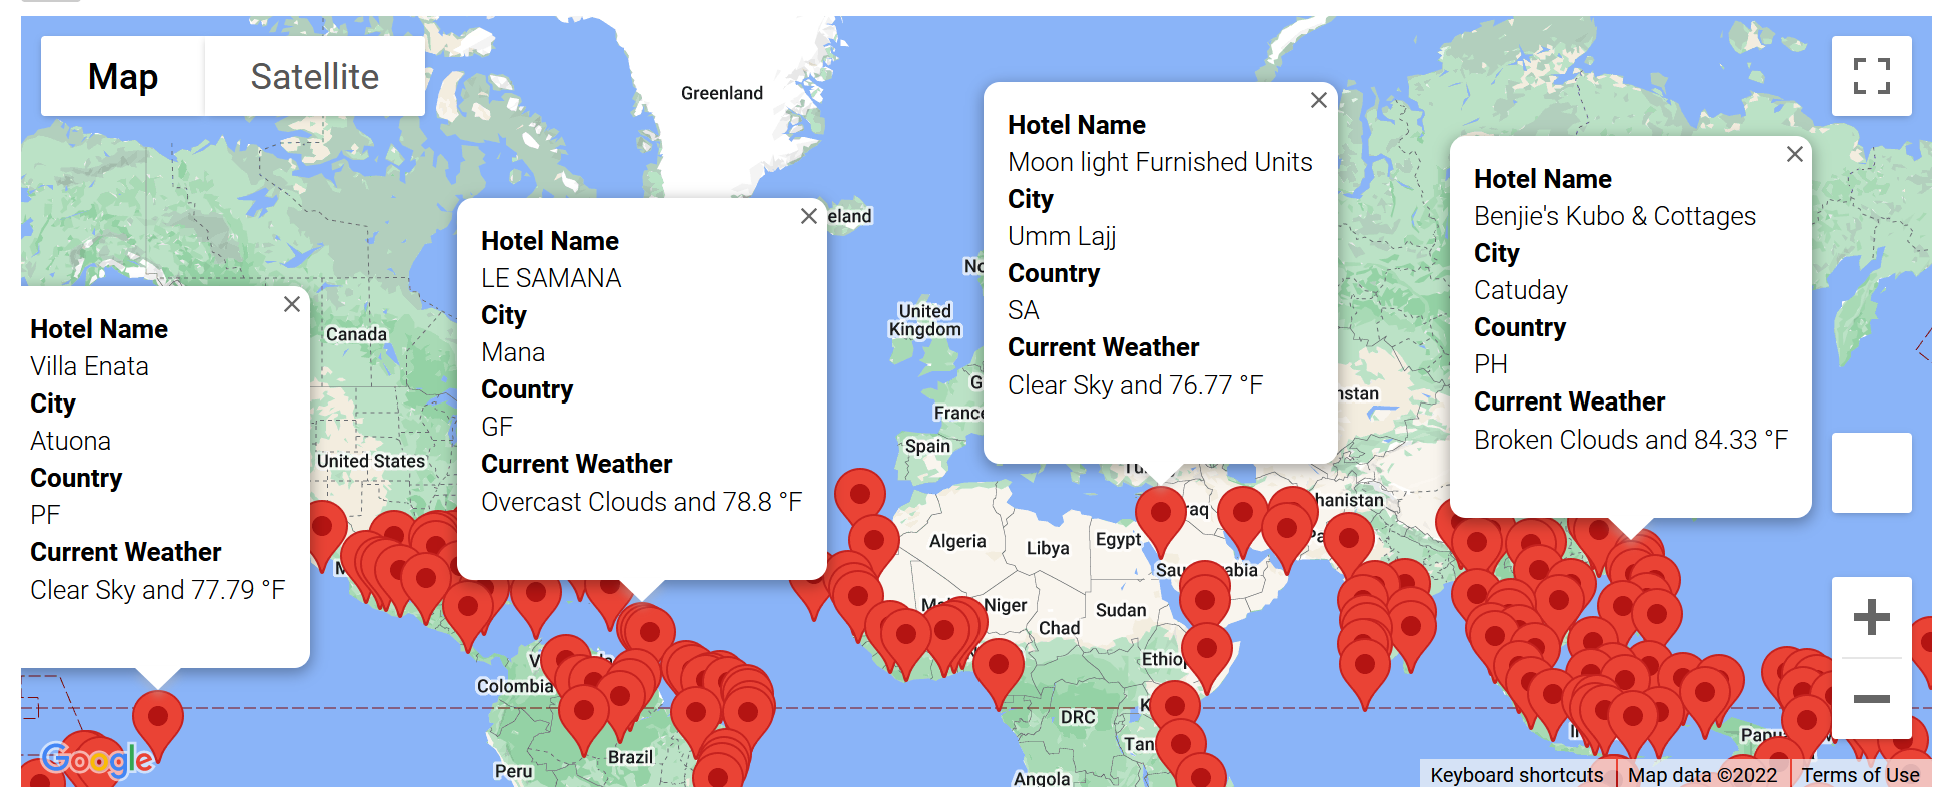 Map
Satellite
Greenland
Hotel Name
Moon light Furnished Units
City
Umm Lajj
Country
SA
Current Weather
Clear Sky and 76.77 °F
Hotel Name
Benjie's Kubo & Cottages
City
Catuday
Country
PH
Current Weather
Broken Clouds and 84.33 °F
Hotel Name
LE SAMANA
City
Mana
Country
GF
Current Weather
Overcast Clouds and 78.8 °F
Hotel Name
Villa Enata
City
Atuona
Country
PF
Current Weather
Clear Sky and 77.79 °F
eland
Canada
United
Kingdom
France
Spain
United States
nstan
hanistan
raq
Algeria
Libya
Egypt
Niger
Sudan
Chad
Colombia
DRC
Brazil
Peru
Angola
Google
Keyboard shortcuts
Map data ©2022
Terms of Use